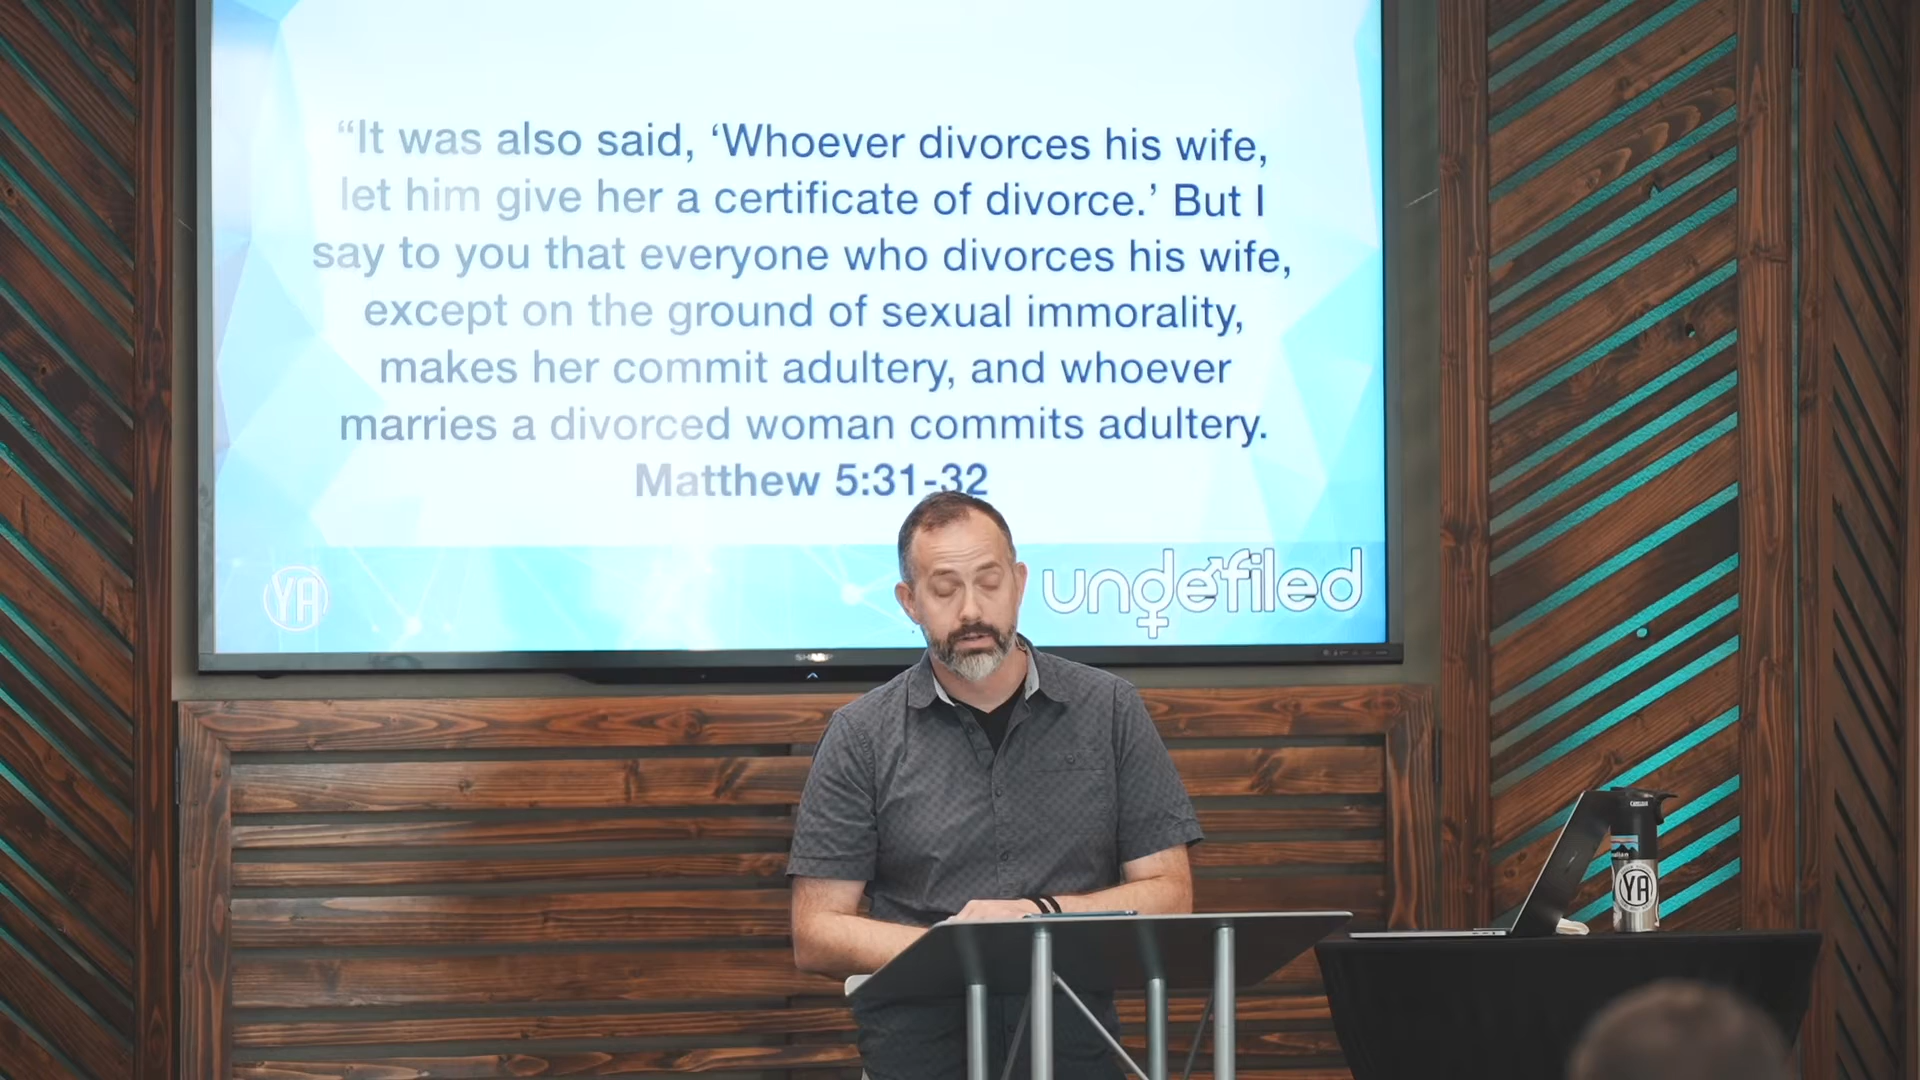 “It was also said, ‘Whoever divorces his wife,
let him give her a certificate of divorce.’ But I
say to you that everyone who divorces his wife,
except on the ground of sexual immorality,
makes her commit adultery, and whoever
marries a divorced woman commits adultery.
Matthew 5:31-32
YA
undefiled
SHARP
YA